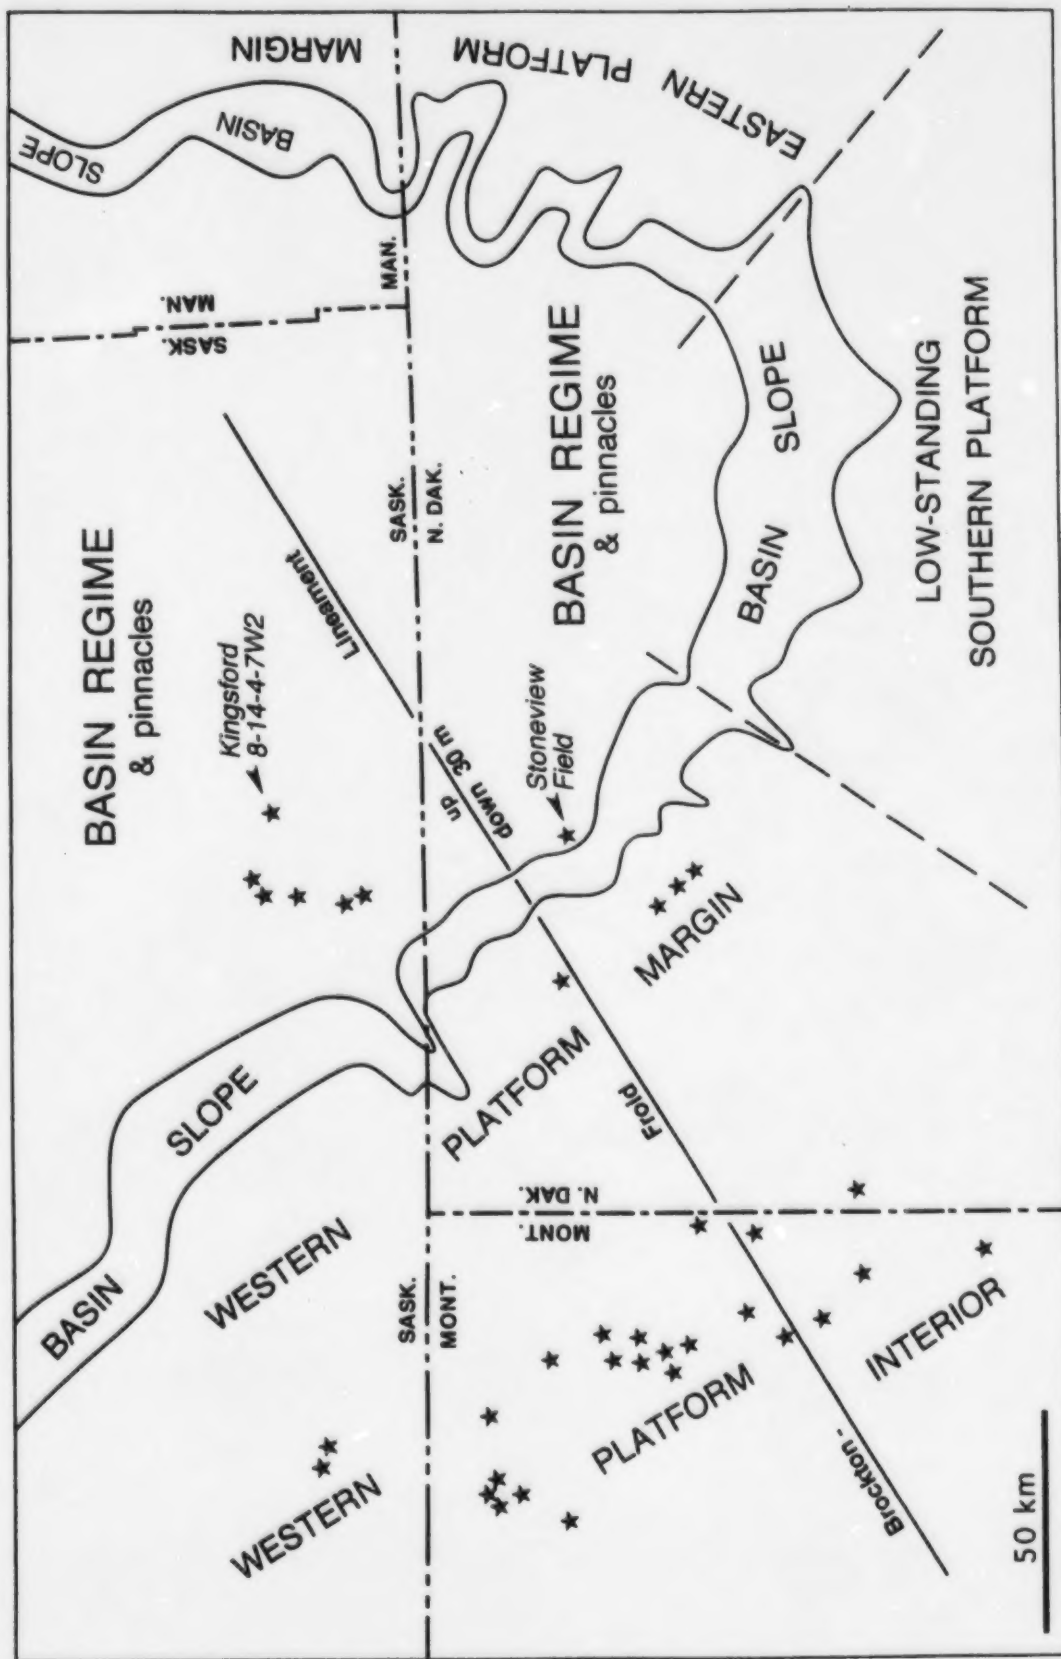 BASIN REGIME
& pinnacles
SLOPE
BASIN
MARGIN
SASK.
MAN.
Kingsford
8-14-4-7W2
Lineament
BASIN
SLOPE
WESTERN
WESTERN
SASK.
MONT.
SASK.
N. DAK.
MAN.
PLATFORM
EASTERN
up
down 30 m
Stoneview
Field
BASIN REGIME
& pinnacles
MONT.
N. DAK.
PLATFORM
MARGIN
Froid
BASIN
SLOPE
PLATFORM
INTERIOR
Brockton -
LOW-STANDING
SOUTHERN PLATFORM
50 km